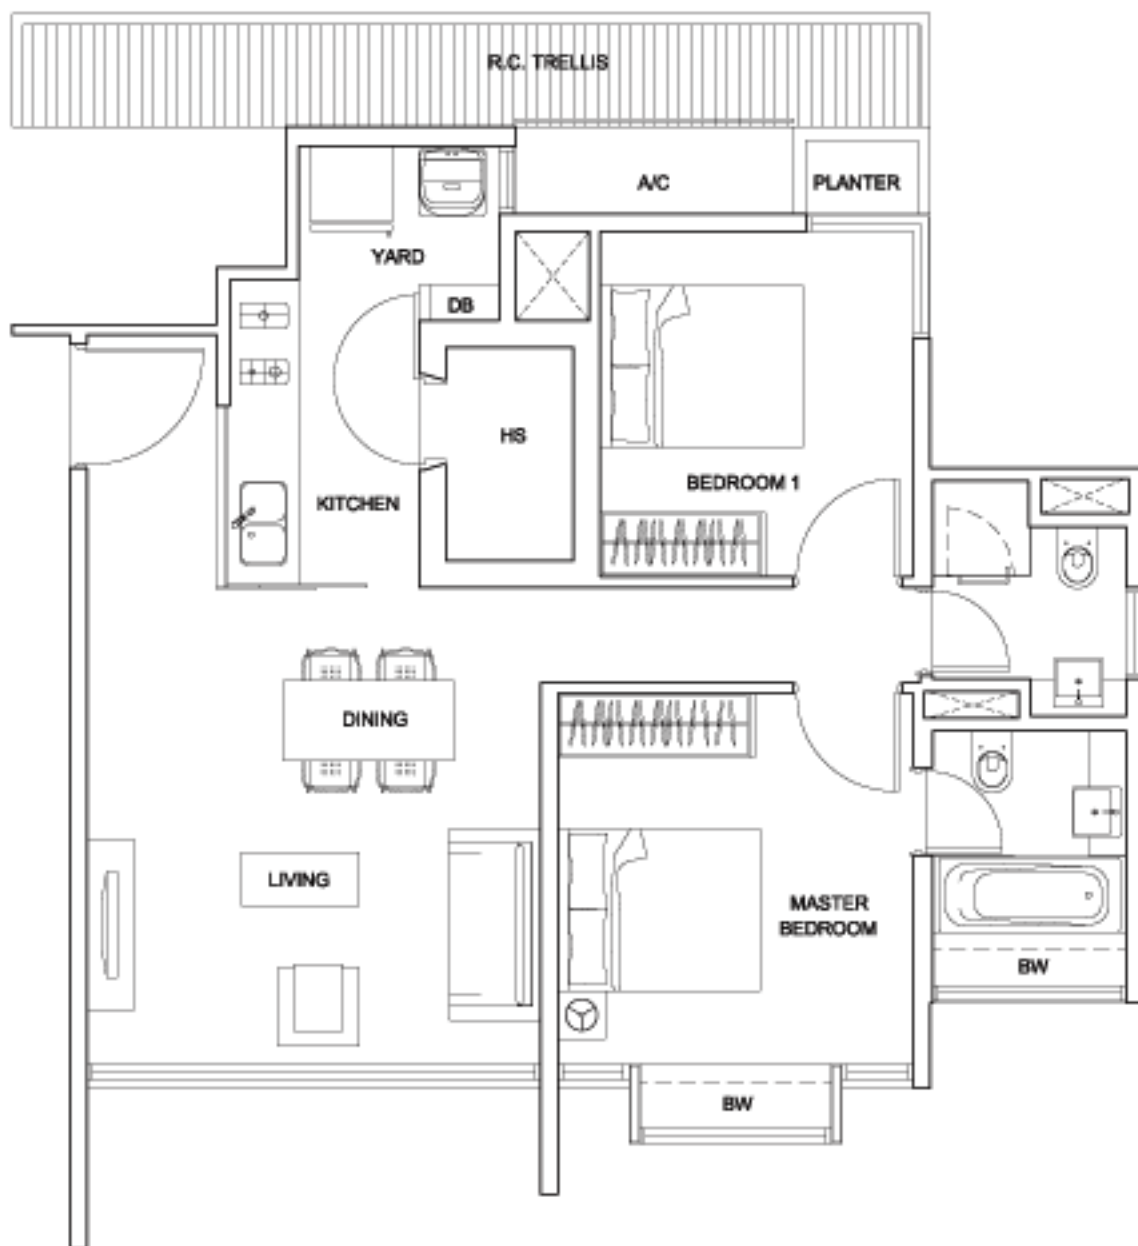 R.C. TRELLIS
A/C
PLANTER
YARD
DB
HS
BEDROOM 1
KITCHEN
DINING
LIVING
MASTER
BEDROOM
BW
BW